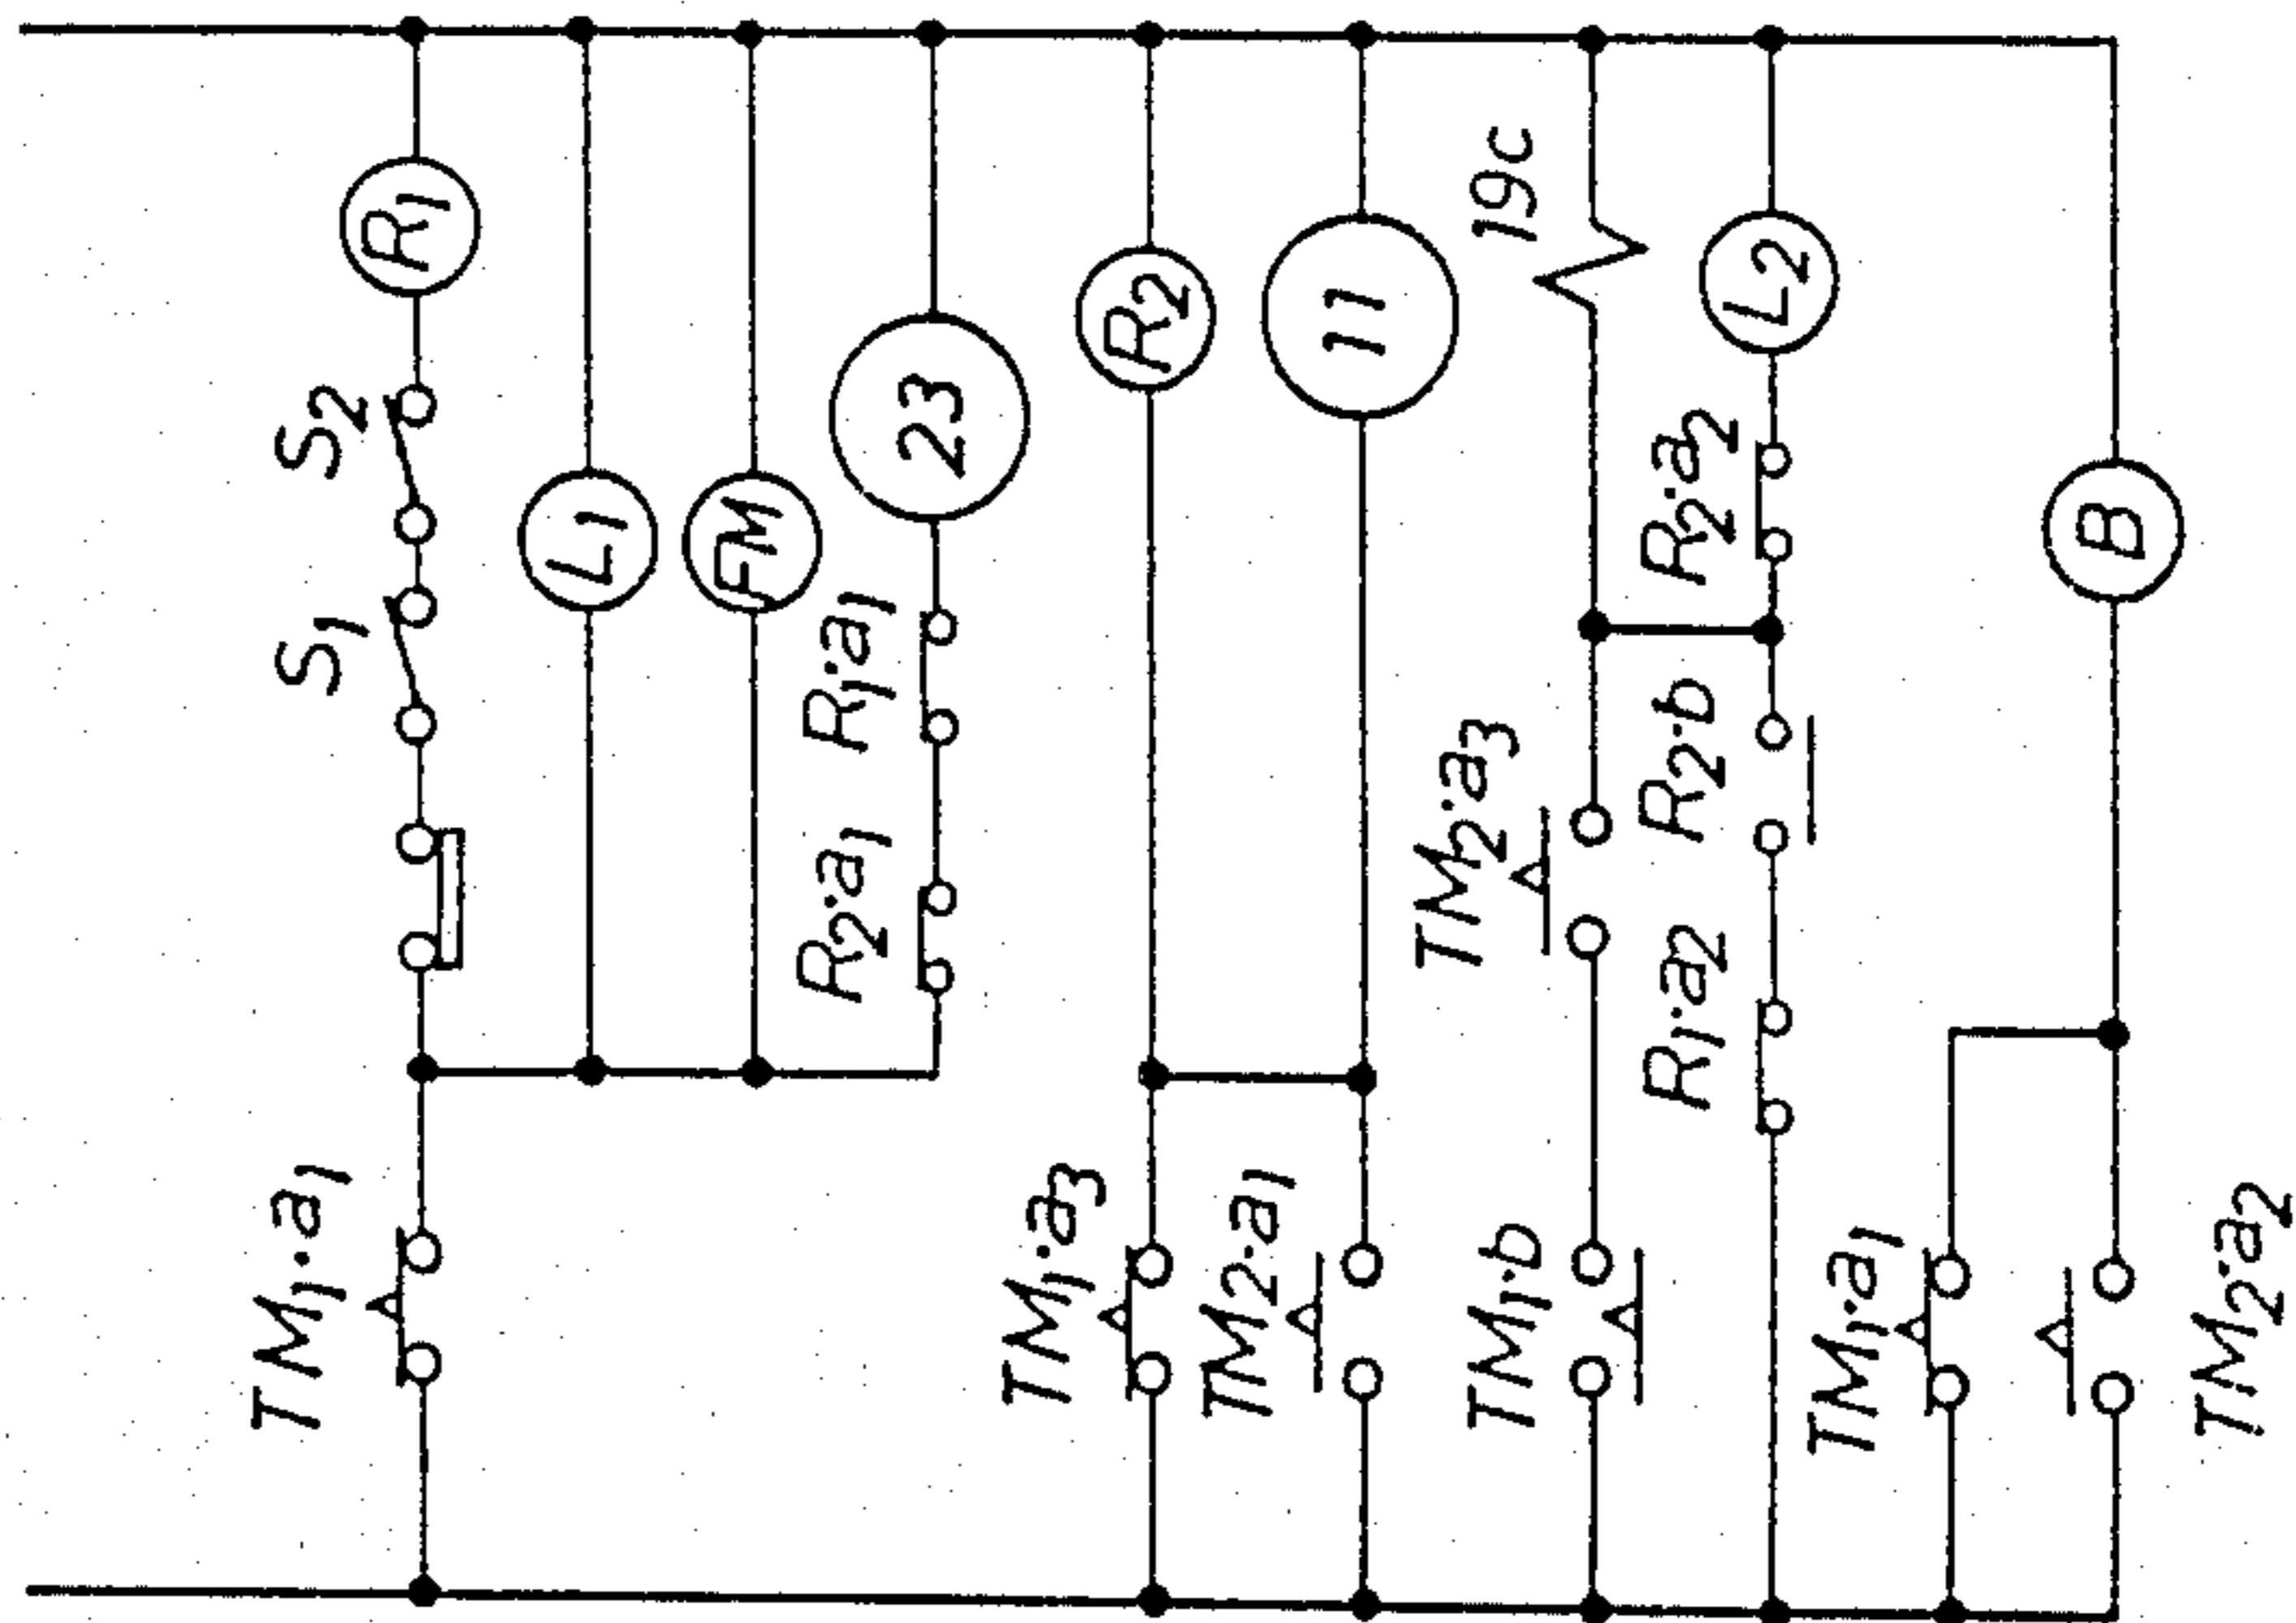 TM₁·a₁
S₁
S₂
R₁
L₁
FM
R₂·a₁
R₁·a₁
23
TM₁·a₃
R₂
TM₂·a₁
11
TM₁·b
TM₂·a₃
19c
R₁·a₂
R₂·b
R₂·a₂
L₂
TM₁·a₁
TM₂·a₂
B